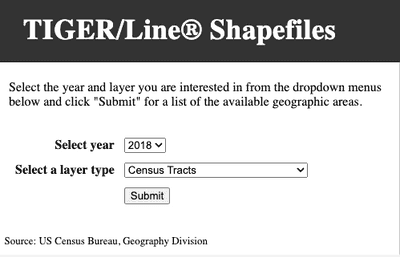 TIGER/Line® Shapefiles
Select the year and layer you are interested in from the dropdown menus
below and click "Submit" for a list of the available geographic areas.
Select year 2018
Select a layer type Census Tracts
Submit
Source: US Census Bureau, Geography Division